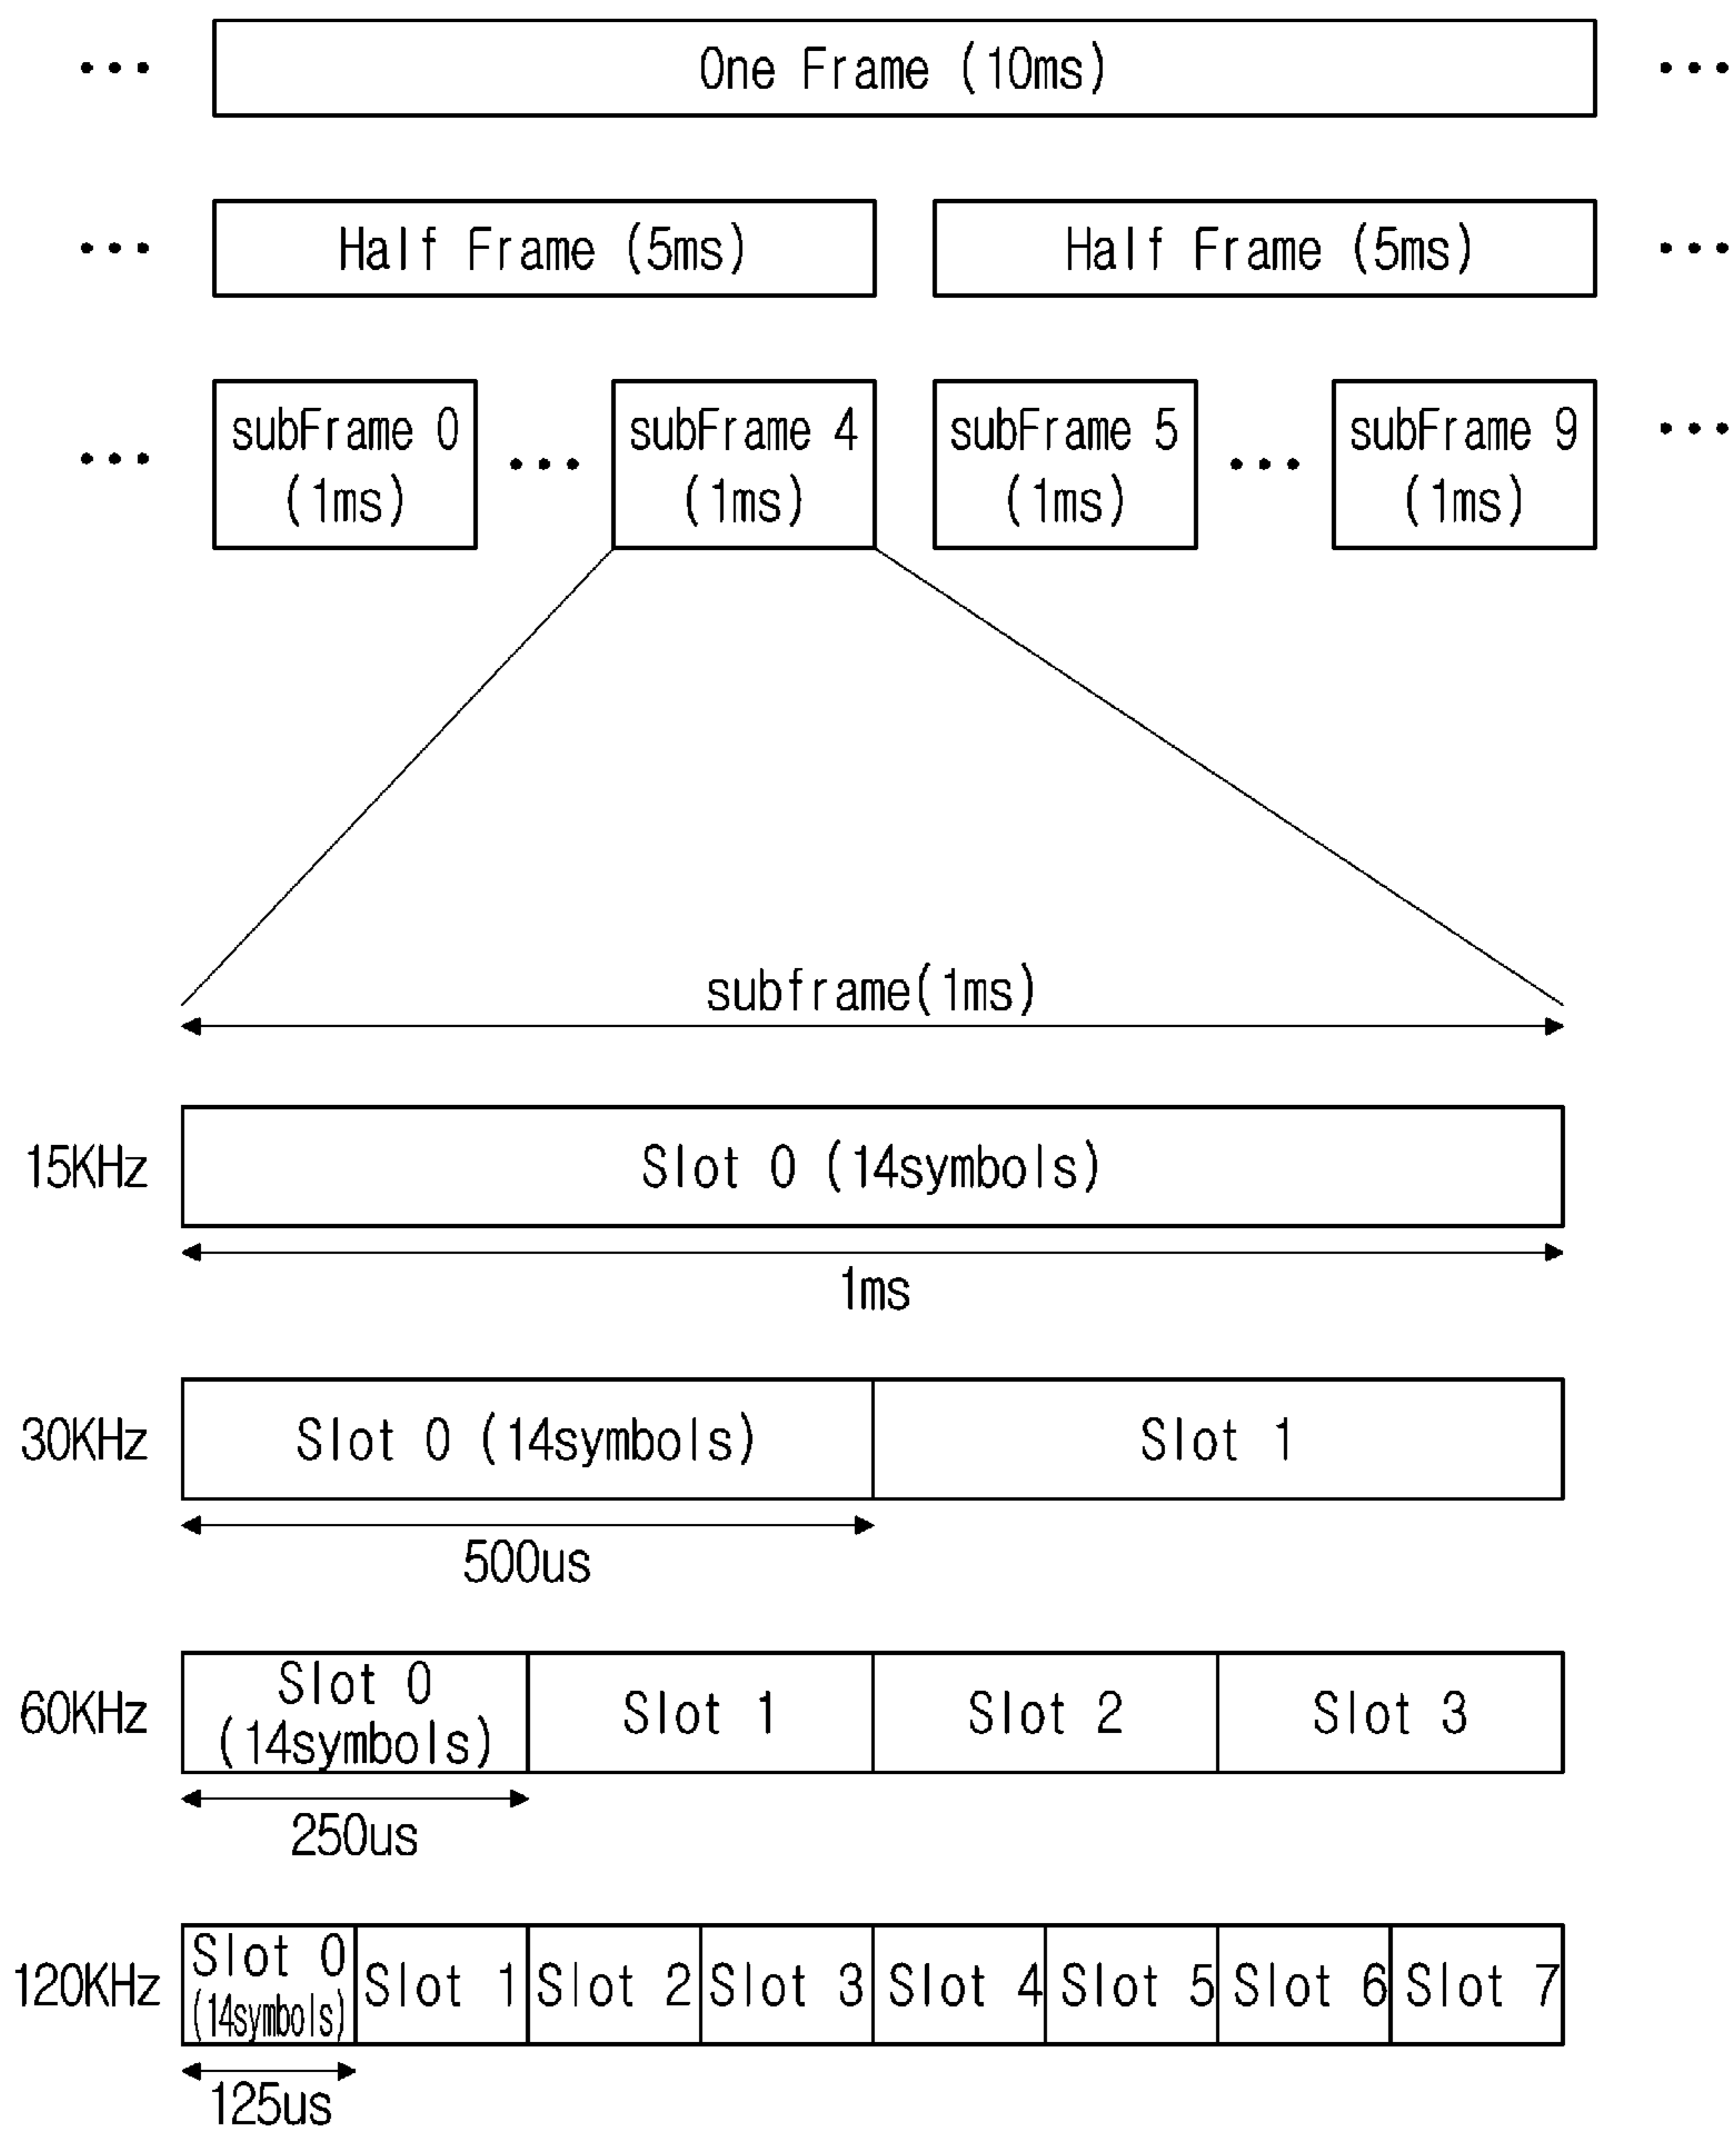 ... One Frame (10ms) ...
... Half Frame (5ms) Half Frame (5ms) ...
subFrame 0 subFrame 4 subFrame 5 subFrame 9 ...
... (1ms) ... (1ms) (1ms) ... (1ms)
subframe(1ms)
15KHz Slot 0 (14symbols)
1ms
30KHz Slot 0 (14symbols) Slot 1
500us
60KHz Slot 0 (14symbols) Slot 1 Slot 2 Slot 3
250us
120KHz Slot 0 (14symbols) Slot 1 Slot 2 Slot 3 Slot 4 Slot 5 Slot 6 Slot 7
125us